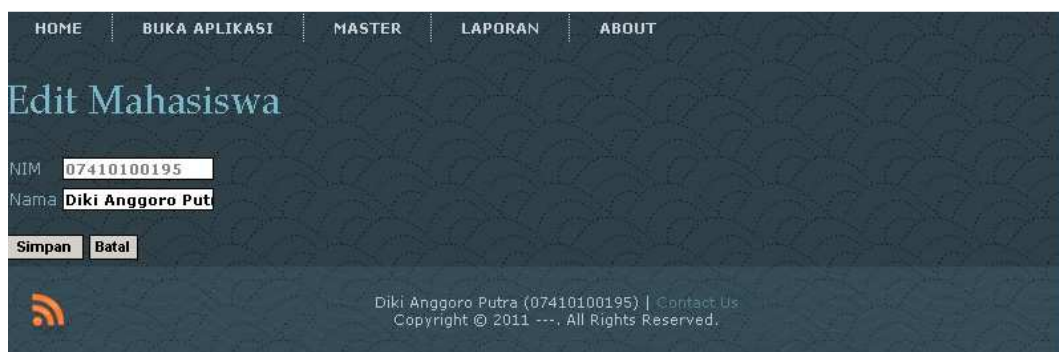 HOME BUKA APLIKASI MASTER LAPORAN ABOUT
Edit Mahasiswa
NIM 07410100195
Nama Diki Anggoro Put
Simpan Batal
Diki Anggoro Putra (07410100195) | Contact Us
Copyright © 2011 ---. All Rights Reserved.